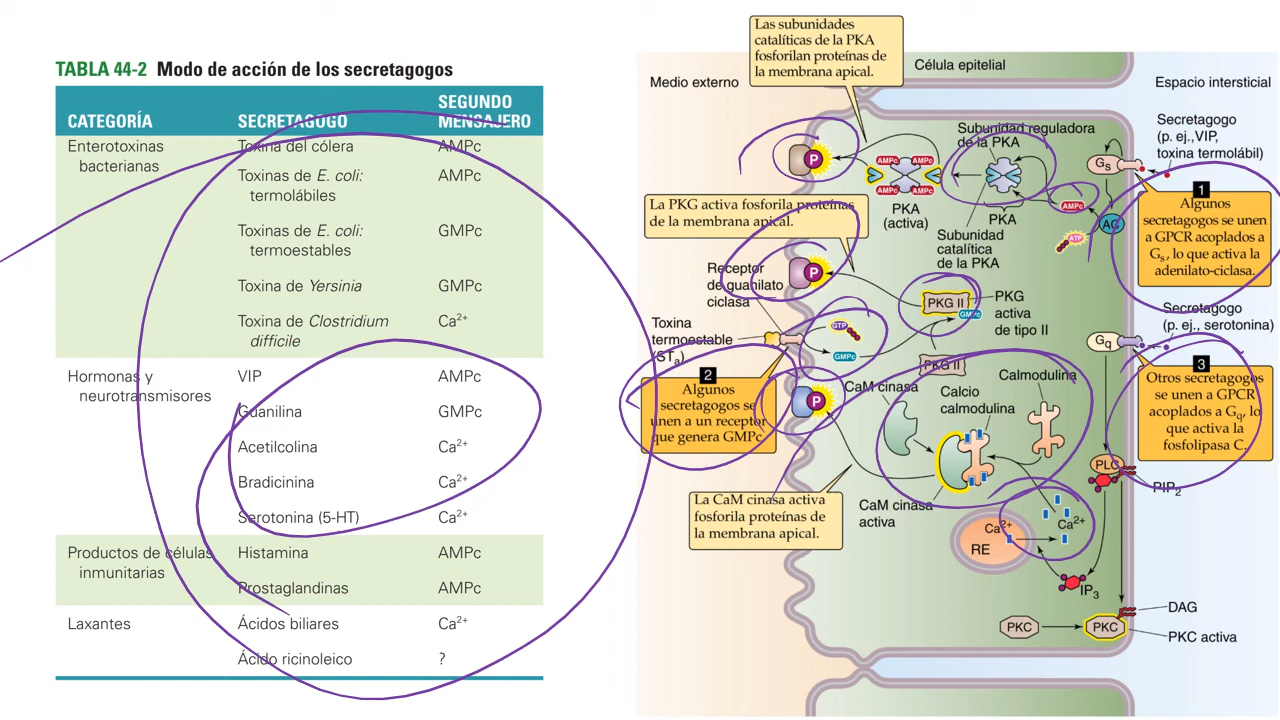 TABLA 44-2 Modo de acción de los secretagogos
CATEGORÍA SECRETAGOGO SEGUNDO
MENSAJERO
Enterotoxinas Toxina del cólera AMPc
bacterianas
Toxinas de E. coli: AMPc
termolábiles
Toxinas de E. coli: GMPc
termoestables
Toxina de Yersinia GMPc
Toxina de Clostridium Ca²⁺
difficile
Hormonas y VIP AMPc
neurotransmisores
Guanilina GMPc
Acetilcolina Ca²⁺
Bradicinina Ca²⁺
Serotonina (5-HT) Ca²⁺
Productos de células Histamina AMPc
inmunitarias
Prostaglandinas AMPc
Laxantes Ácidos biliares Ca²⁺
Ácido ricinoleico ?
Las subunidades
catalíticas de la PKA
fosforilan proteínas de
la membrana apical.
Medio externo
Célula epitelial
Espacio intersticial
Secretagogo
(p. ej.,VIP,
toxina termolábil)
Subunidad reguladora
de la PKA
Gs
P
AMPc AMPc
AMPc AMPc
PKA
(activa)
PKA
AMPc
AC
ATP
Subunidad
catalítica
de la PKA
1
Algunos
secretagogos se unen
a GPCR acoplados a
Gs, lo que activa la
adenilato-ciclasa.
La PKG activa fosforila proteínas
de la membrana apical.
Receptor
de guanilato
ciclasa
P
PKG II
GMPc
PKG
activa
de tipo II
Toxina
termoestable
(STa)
GTP
GMPc
PKG II
Secretagogo
(p. ej., serotonina)
Gq
2
Algunos
secretagogos se
unen a un receptor
que genera GMPc
P
CaM cinasa
Calcio
calmodulina
Calmodulina
3
Otros secretagogos
se unen a GPCR
acoplados a Gq, lo
que activa la
fosfolipasa C.
PLC
PIP2
La CaM cinasa activa
fosforila proteínas de
la membrana apical.
CaM cinasa
activa
Ca²⁺
RE
Ca²⁺
IP3
DAG
PKC
PKC
PKC activa